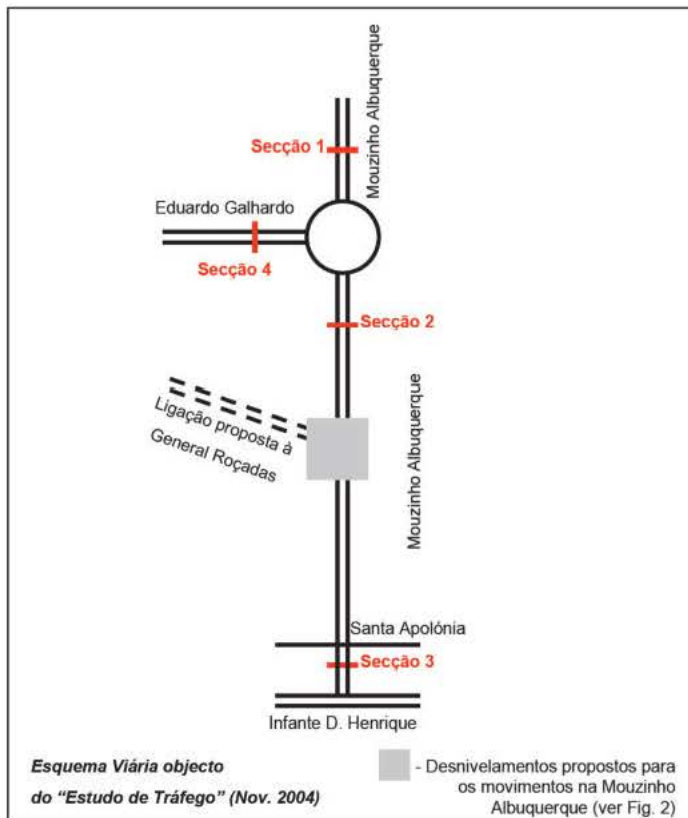 Mouzinho Albuquerque
Secção 1
Eduardo Galhardo
Secção 4
Secção 2
Ligação proposta à
General Roçadas
Mouzinho Albuquerque
Santa Apolónia
Secção 3
Infante D. Henrique
Esquema Viária objecto
do “Estudo de Tráfego” (Nov. 2004)
- Desnivelamentos propostos para
os movimentos na Mouzinho
Albuquerque (ver Fig. 2)